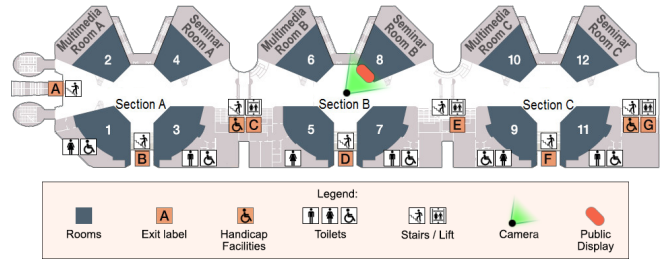 Multimedia
Room A
Seminar
Room A
Multimedia
Room B
Seminar
Room B
Multimedia
Room C
Seminar
Room C
2
4
6
8
10
12
A
Section A
Section B
Section C
C
E
G
1
3
5
7
9
11
B
D
F
Legend:
A
Rooms
Exit label
Handicap
Facilities
Toilets
Stairs / Lift
Camera
Public
Display